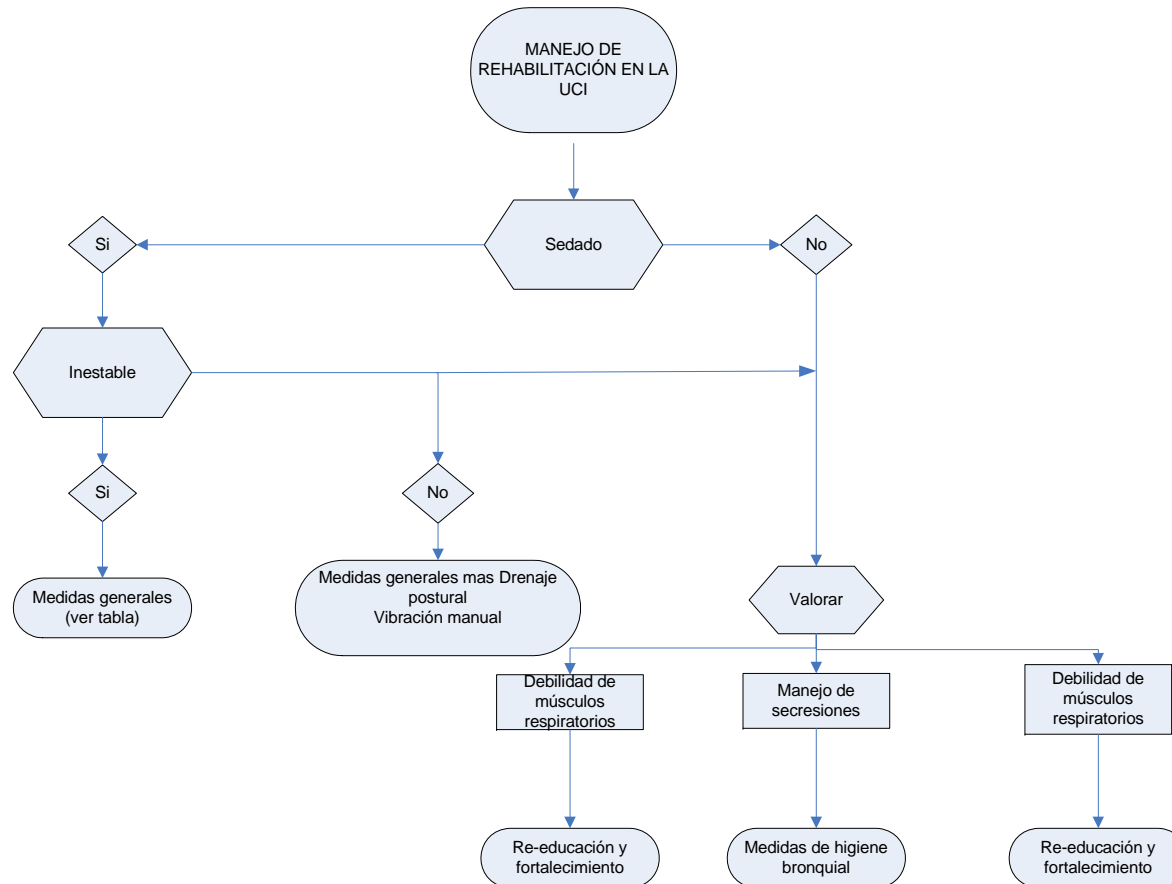 MANEJO DE
REHABILITACIÓN EN LA
UCI
Si
Sedado
No
Inestable
Si
No
Medidas generales
(ver tabla)
Medidas generales mas Drenaje
postural
Vibración manual
Valorar
Debilidad de
músculos
respiratorios
Manejo de
secresiones
Debilidad de
músculos
respiratorios
Re-educación y
fortalecimiento
Medidas de higiene
bronquial
Re-educación y
fortalecimiento